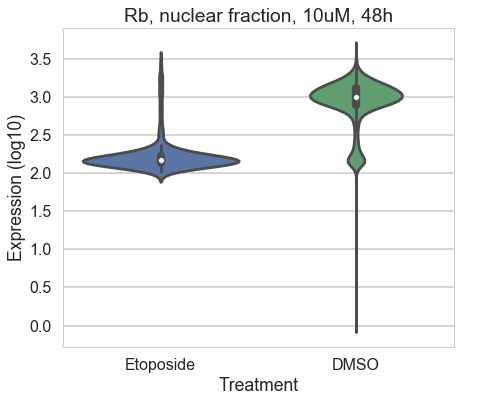 Rb, nuclear fraction, 10uM, 48h
Expression (log10)
3.5
3.0
2.5
2.0
1.5
1.0
0.5
0.0
Etoposide DMSO
Treatment